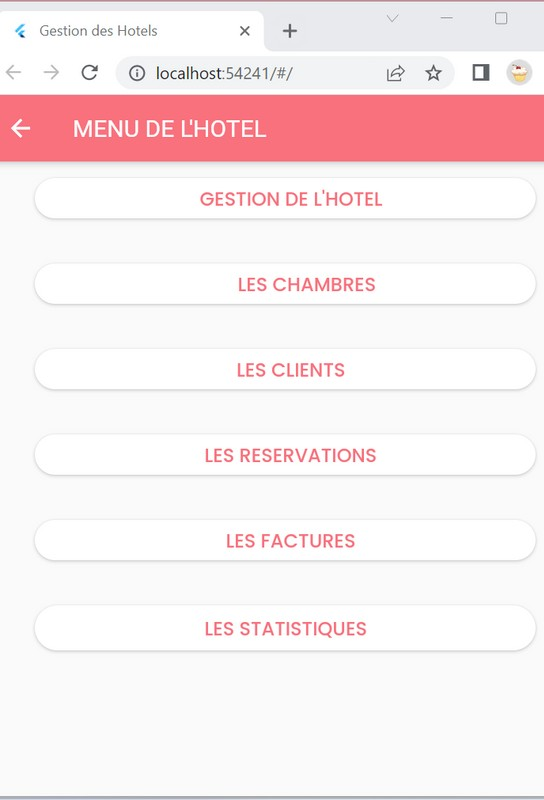 Gestion des Hotels
localhost:54241/#/
MENU DE L'HOTEL
GESTION DE L'HOTEL
LES CHAMBRES
LES CLIENTS
LES RESERVATIONS
LES FACTURES
LES STATISTIQUES